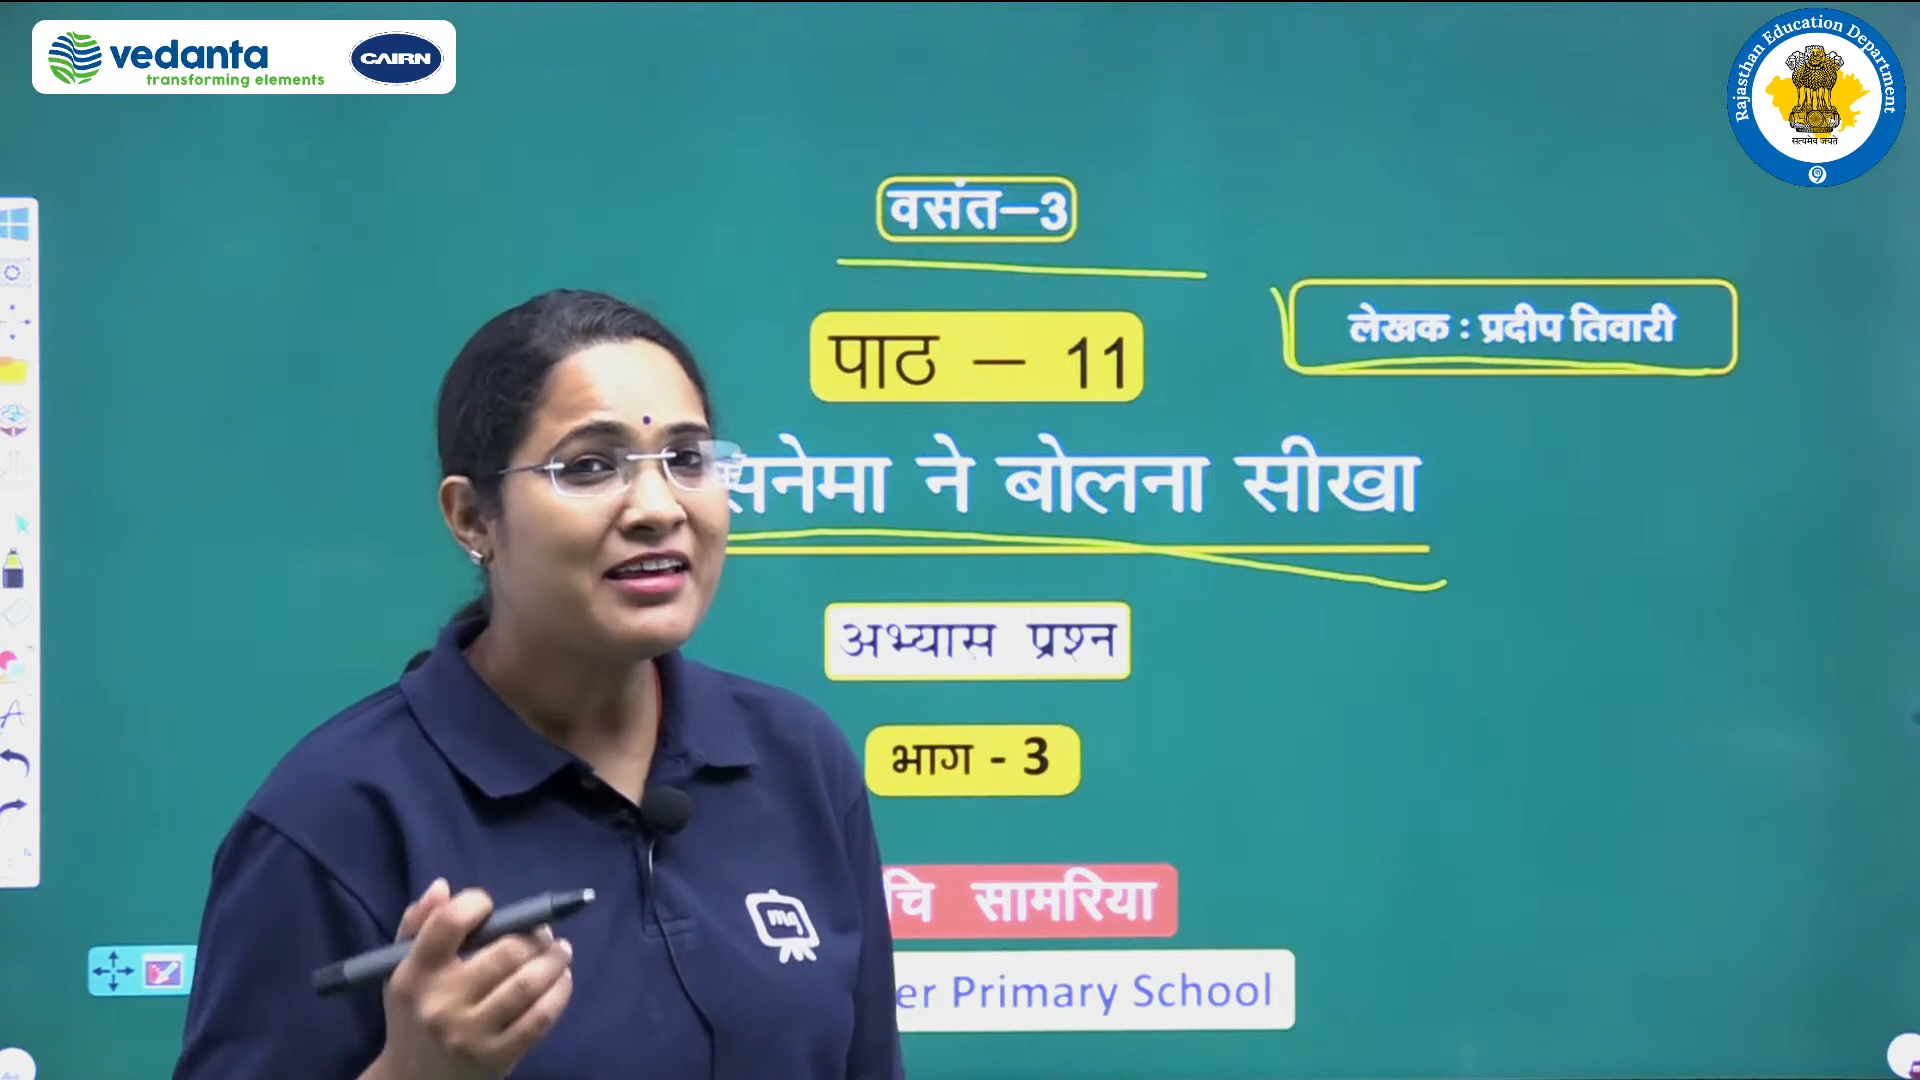 vedanta
transforming elements
CAIRN
Rajasthan Education Department
सत्यमेव जयते
वसंत–3
लेखक : प्रदीप तिवारी
पाठ – 11
ने बोलना सीखा
अभ्यास प्रश्न
भाग - 3
सामरिया
Primary School
mg